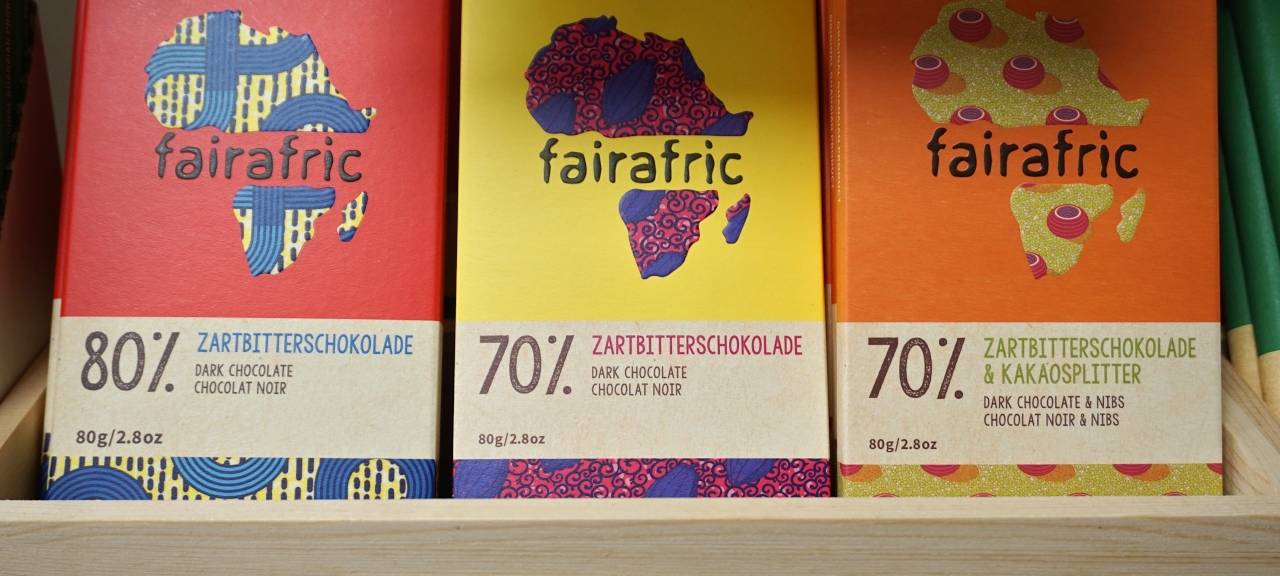 fairafric
80% ZARTBITTERSCHOKOLADE
DARK CHOCOLATE
CHOCOLAT NOIR
80g/2.8oz
fairafric
70% ZARTBITTERSCHOKOLADE
DARK CHOCOLATE
CHOCOLAT NOIR
80g/2.8oz
fairafric
70% ZARTBITTERSCHOKOLADE
& KAKAOSPLITTER
DARK CHOCOLATE & NIBS
CHOCOLAT NOIR & NIBS
80g/2.8oz